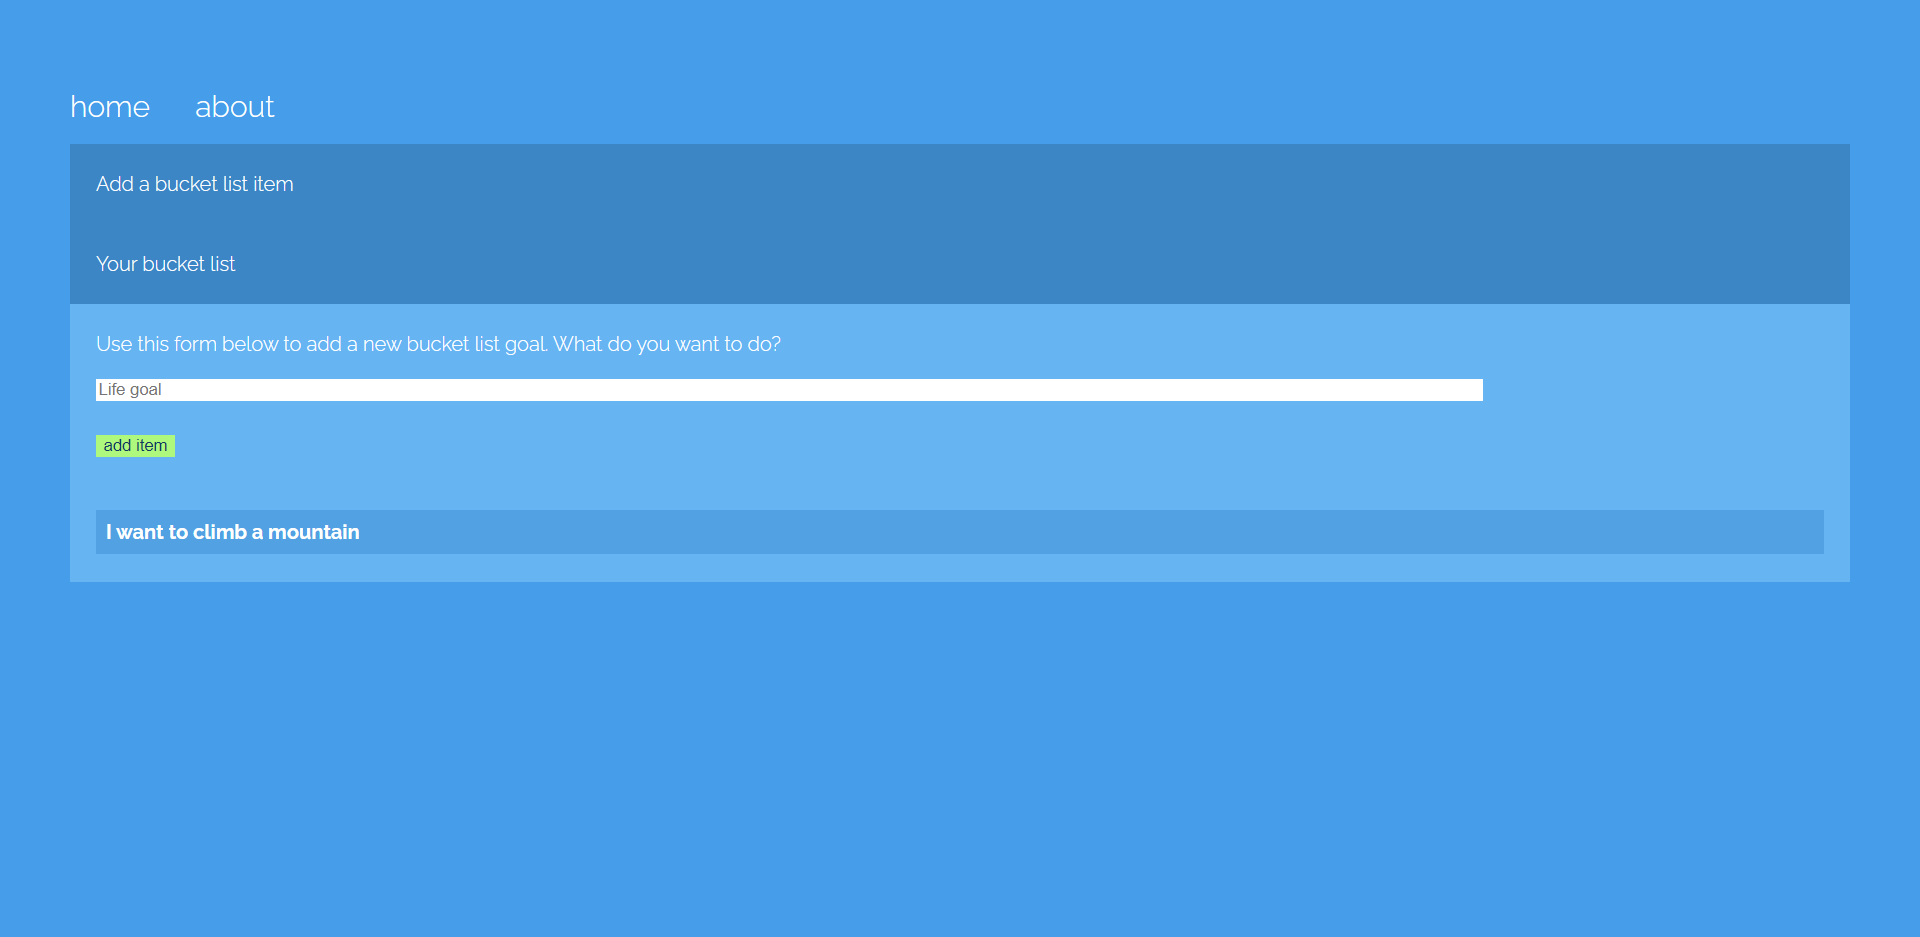 home about
Add a bucket list item
Your bucket list
Use this form below to add a new bucket list goal. What do you want to do?
Life goal
add item
I want to climb a mountain